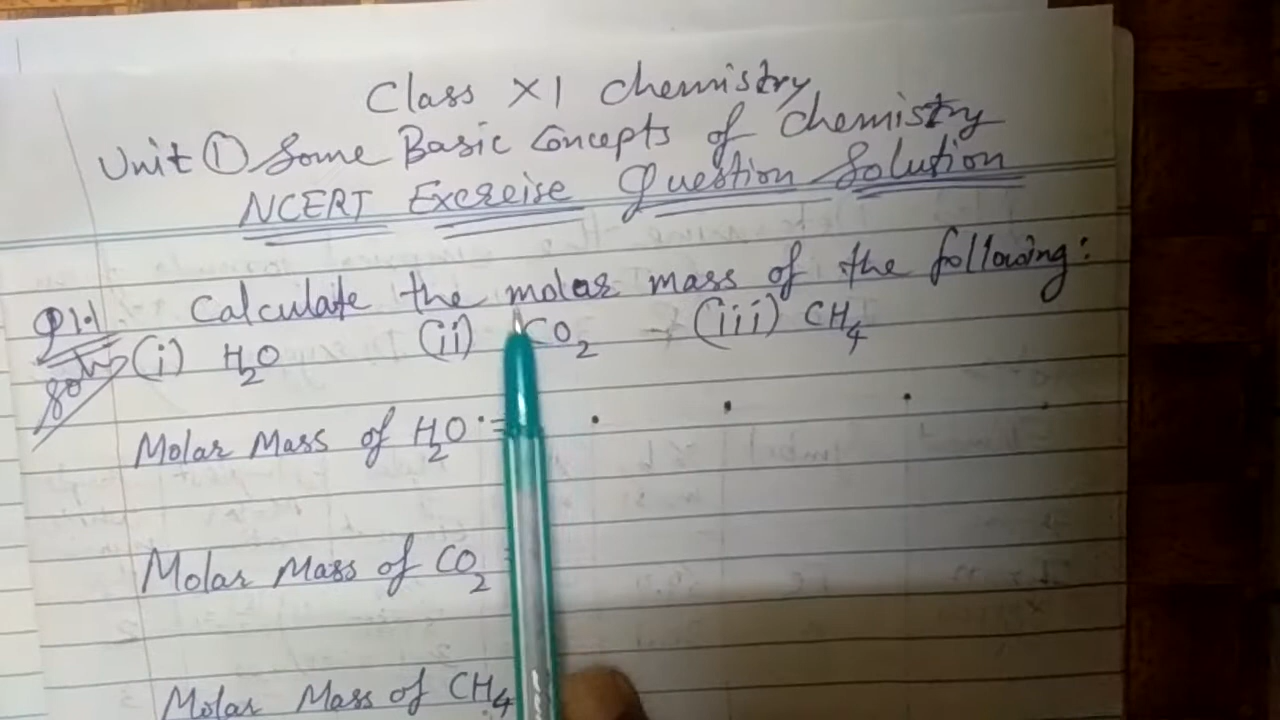 Class XI Chemistry
Unit ① Some Basic Concepts of Chemistry
NCERT Exercise Question Solution
Q1.1 Calculate the molar mass of the following:
Soln (i) H₂O (ii) CO₂ (iii) CH₄
Molar Mass of H₂O =
Molar Mass of CO₂ =
Molar Mass of CH₄